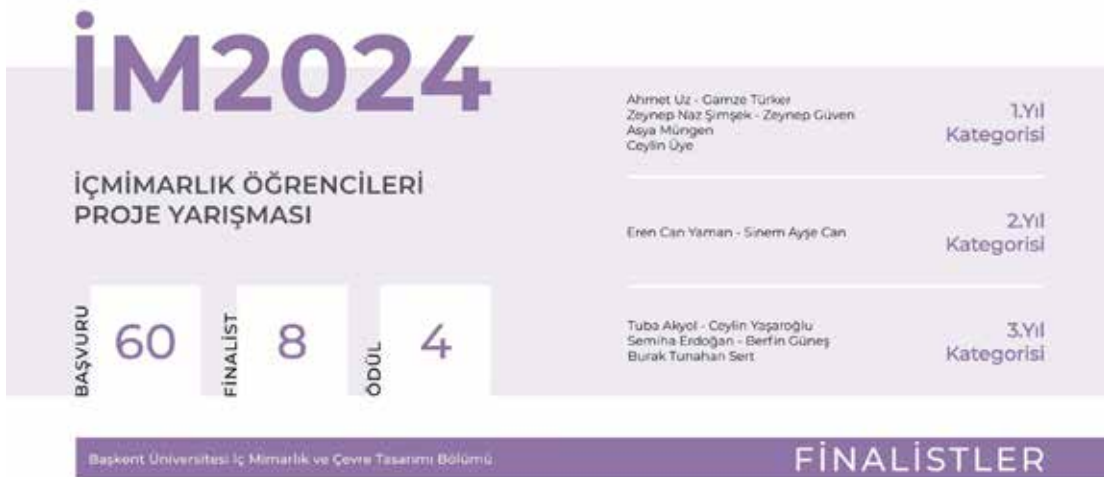 İM2024
İÇMİMARLIK ÖĞRENCİLERİ
PROJE YARIŞMASI
BAŞVURU
60
FİNALİST
8
ÖDÜL
4
Ahmet Uz - Gamze Türker
Zeynep Naz Şimşek - Zeynep Güven
Asya Müngen
Ceylin Üye
1.Yıl
Kategorisi
Eren Can Yaman - Sinem Ayşe Can
2.Yıl
Kategorisi
Tuba Akyol - Ceylin Yaşaroğlu
Semiha Erdoğan - Berfin Güneş
Burak Tunahan Sert
3.Yıl
Kategorisi
Başkent Üniversitesi İç Mimarlık ve Çevre Tasarımı Bölümü
FİNALİSTLER